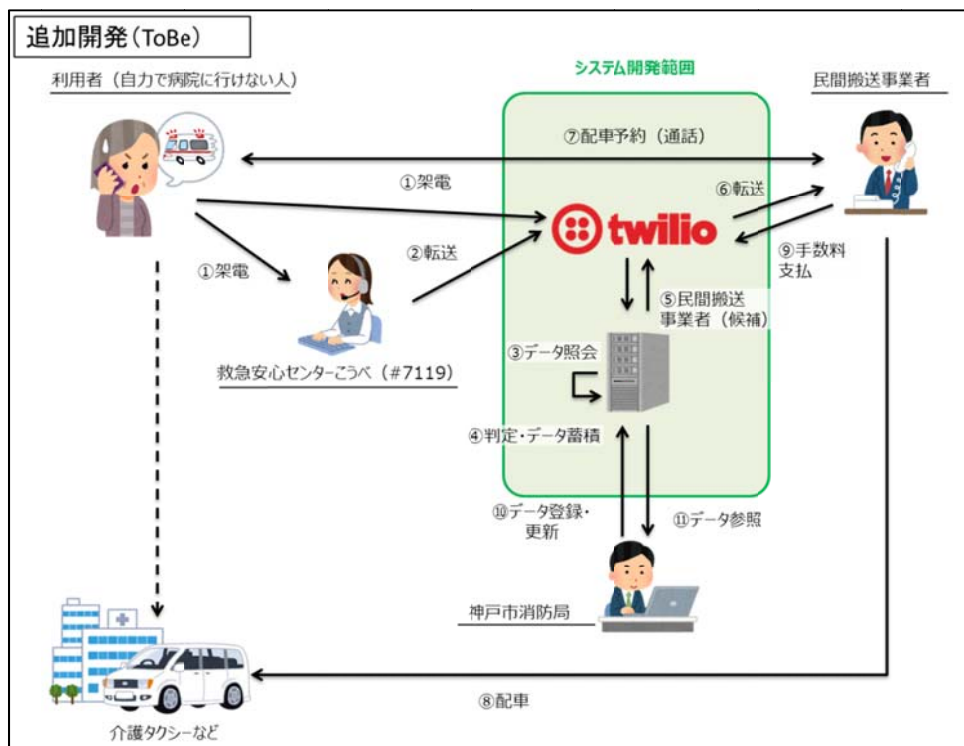 追加開発(ToBe)
利用者（自力で病院に行けない人）
システム開発範囲
民間搬送事業者
⑦配車予約（通話）
①架電
⑥転送
twilio
②転送
①架電
⑨手数料
支払
⑤民間搬送
事業者（候補）
③データ照会
救急安心センターこうべ（#7119）
④判定・データ蓄積
⑩データ登録・
更新
⑪データ参照
神戸市消防局
⑧配車
介護タクシーなど